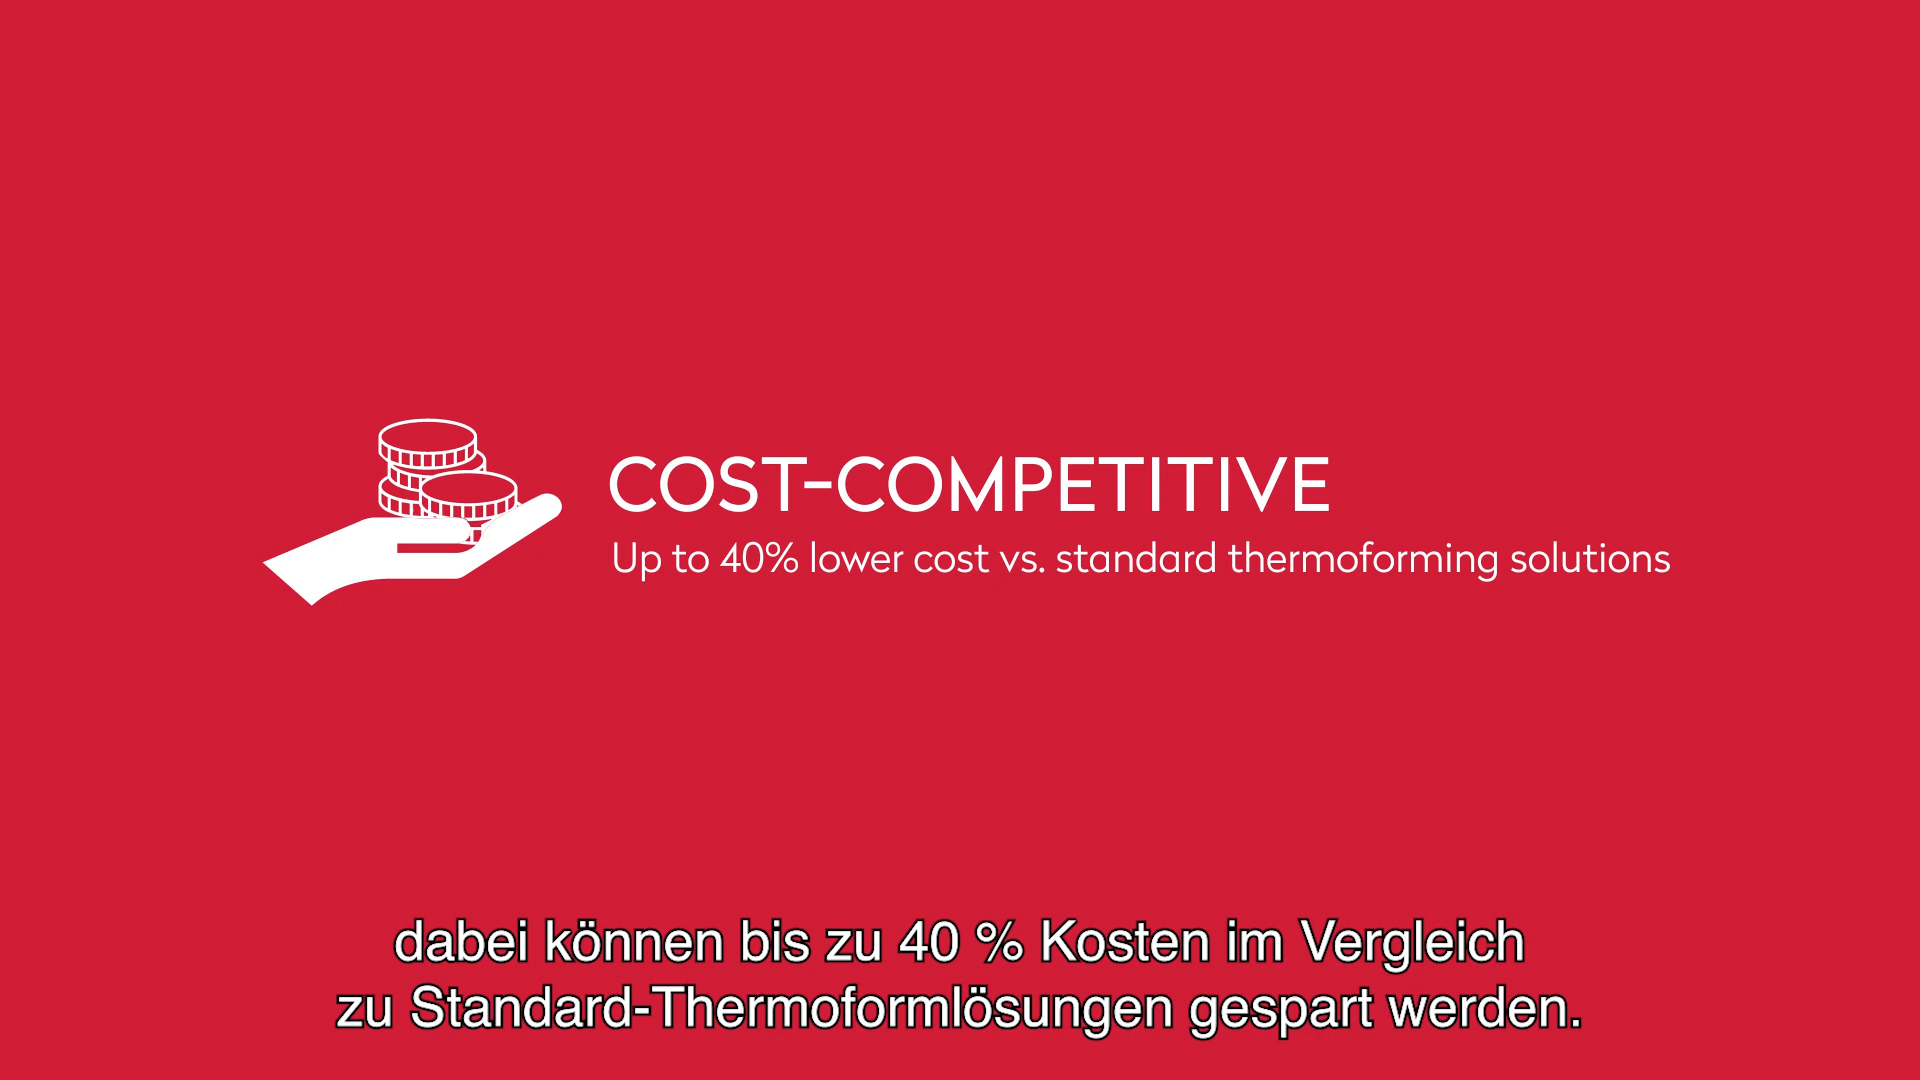 COST-COMPETITIVE
Up to 40% lower cost vs. standard thermoforming solutions
dabei können bis zu 40 % Kosten im Vergleich
zu Standard-Thermoformlösungen gespart werden.